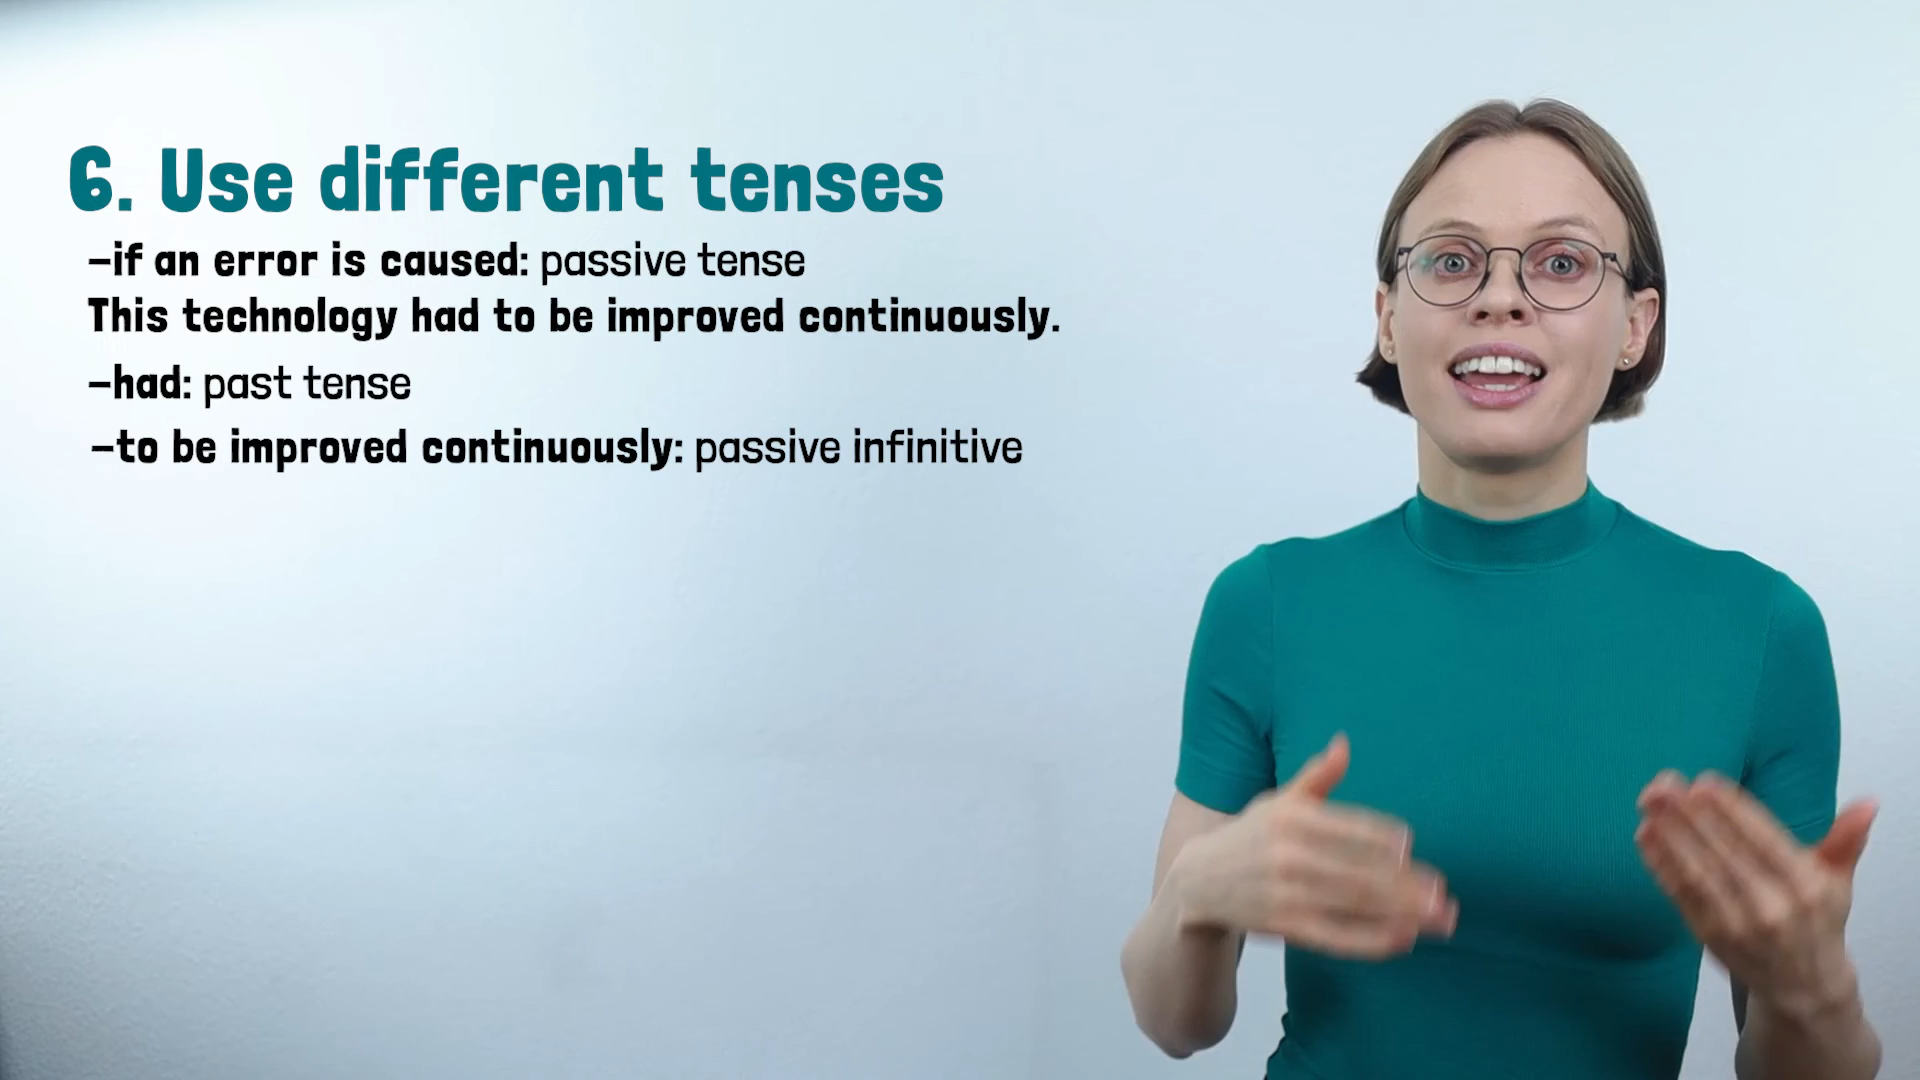 6. Use different tenses
–if an error is caused: passive tense
This technology had to be improved continuously.
–had: past tense
–to be improved continuously: passive infinitive